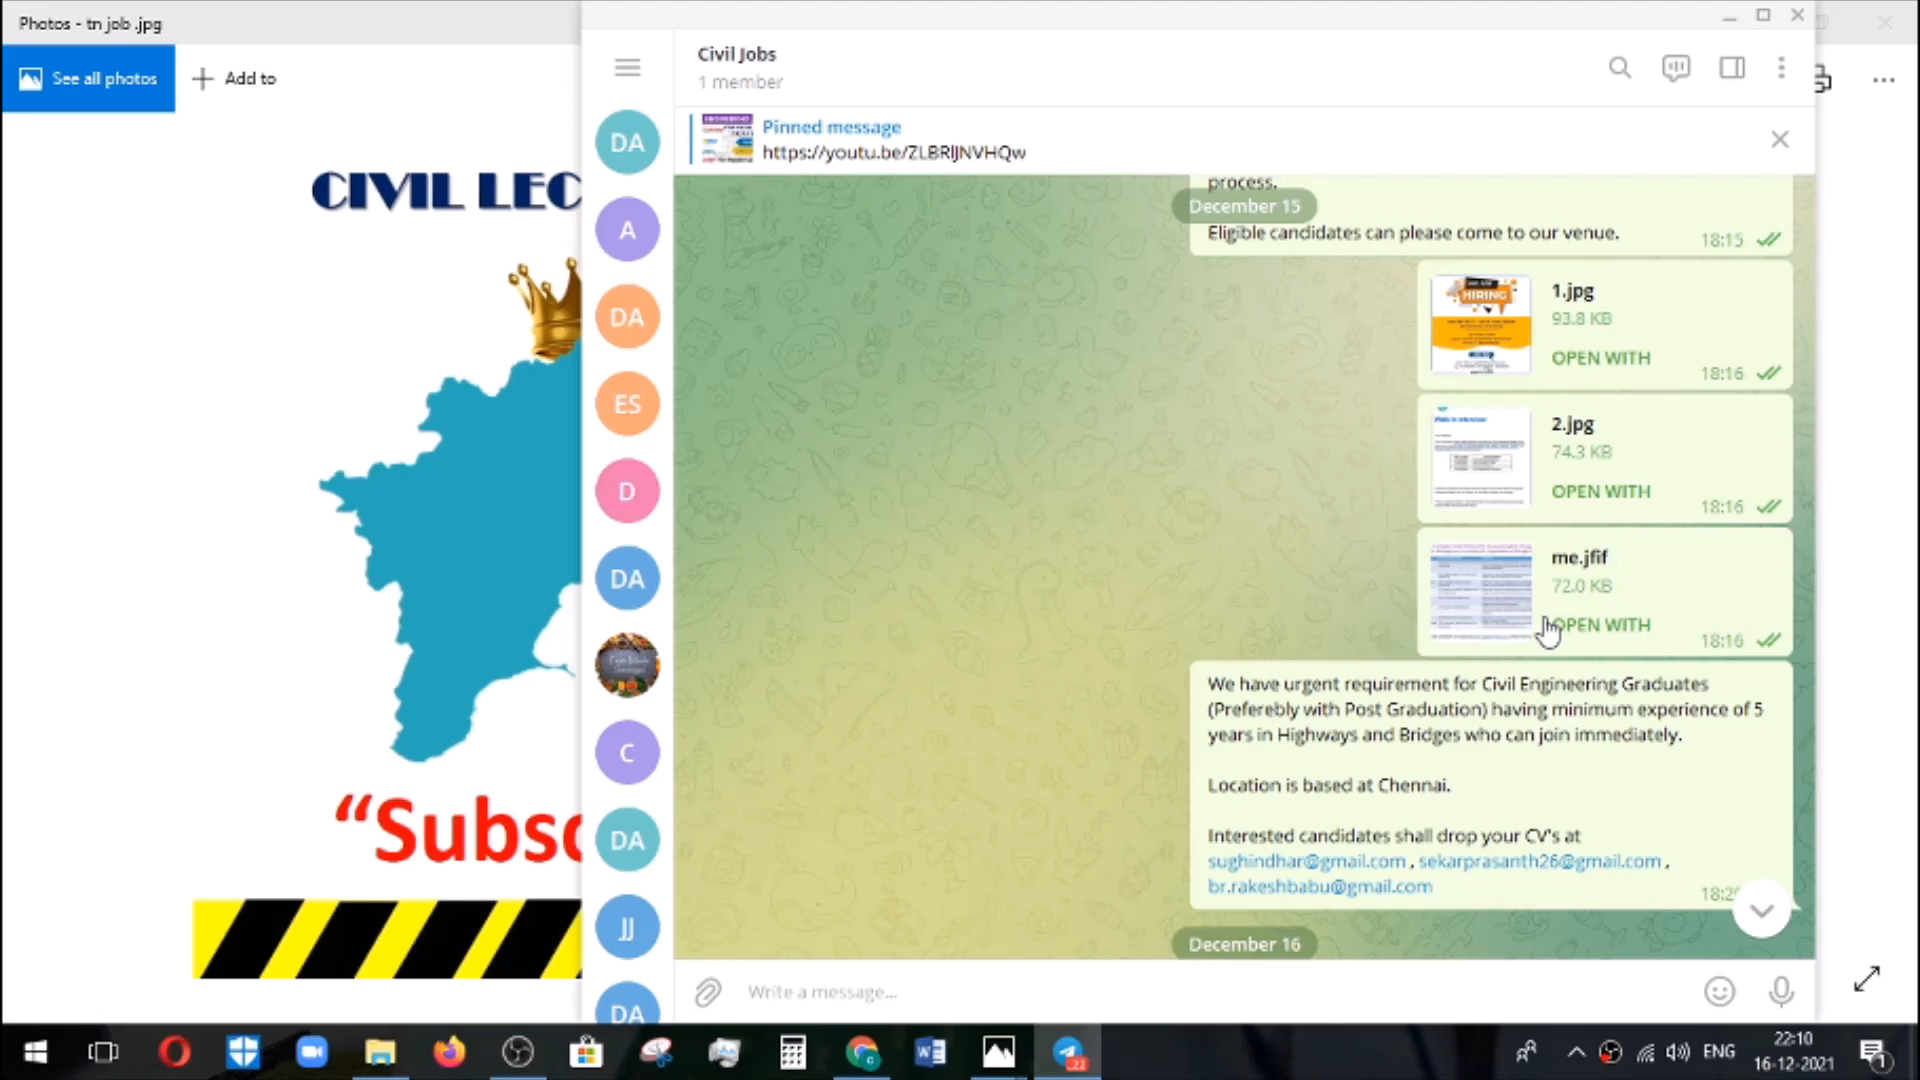 Photos - tn job .jpg
See all photos
Add to
CIVIL LEC
"Subsc
Civil Jobs
1 member
Pinned message
https://youtu.be/ZLBRlJNVHQw
process.
December 15
Eligible candidates can please come to our venue.
18:15
HIRING
1.jpg
93.8 KB
OPEN WITH
18:16
2.jpg
74.3 KB
OPEN WITH
18:16
me.jfif
72.0 KB
OPEN WITH
18:16
We have urgent requirement for Civil Engineering Graduates
(Preferebly with Post Graduation) having minimum experience of 5
years in Highways and Bridges who can join immediately.
Location is based at Chennai.
Interested candidates shall drop your CV's at
sughindhar@gmail.com , sekarprasanth26@gmail.com ,
br.rakeshbabu@gmail.com
December 16
Write a message...
DA
A
DA
ES
D
DA
C
DA
JJ
DA
ENG
22:10
16-12-2021
1